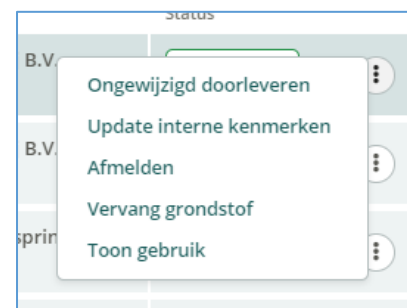 Status
B.V.
Ongewijzigd doorleveren
Update interne kenmerken
B.V.
Afmelden
Vervang grondstof
Toon gebruik